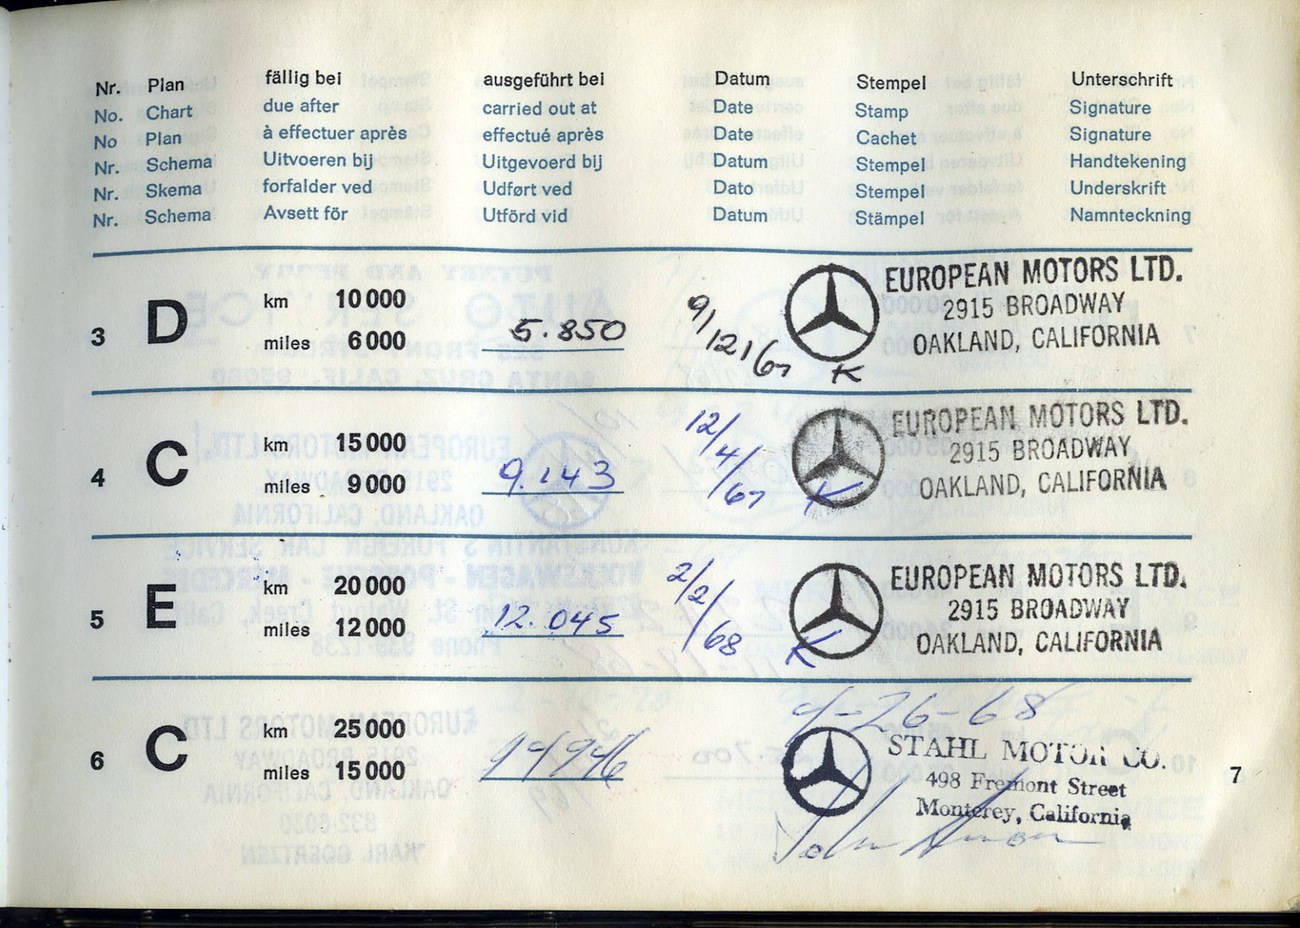 Nr. Plan fällig bei ausgeführt bei Datum Stempel Unterschrift
No. Chart due after carried out at Date Stamp Signature
No Plan à effectuer après effectué après Date Cachet Signature
Nr. Schema Uitvoeren bij Uitgevoerd bij Datum Stempel Handtekening
Nr. Skema forfalder ved Udført ved Dato Stempel Underskrift
Nr. Schema Avsett för Utförd vid Datum Stämpel Namnteckning
3 D km 10 000
miles 6 000 5.850 9/12/67
EUROPEAN MOTORS LTD.
2915 BROADWAY
OAKLAND, CALIFORNIA
K
4 C km 15 000
miles 9 000 9.143 12/4/67
EUROPEAN MOTORS LTD.
2915 BROADWAY
OAKLAND, CALIFORNIA
K
5 E km 20 000
miles 12 000 12.045 2/2/68
EUROPEAN MOTORS LTD.
2915 BROADWAY
OAKLAND, CALIFORNIA
K
6 C km 25 000
miles 15 000 14946 4-26-68
STAHL MOTOR CO.
498 Fremont Street
Monterey, California
John
7